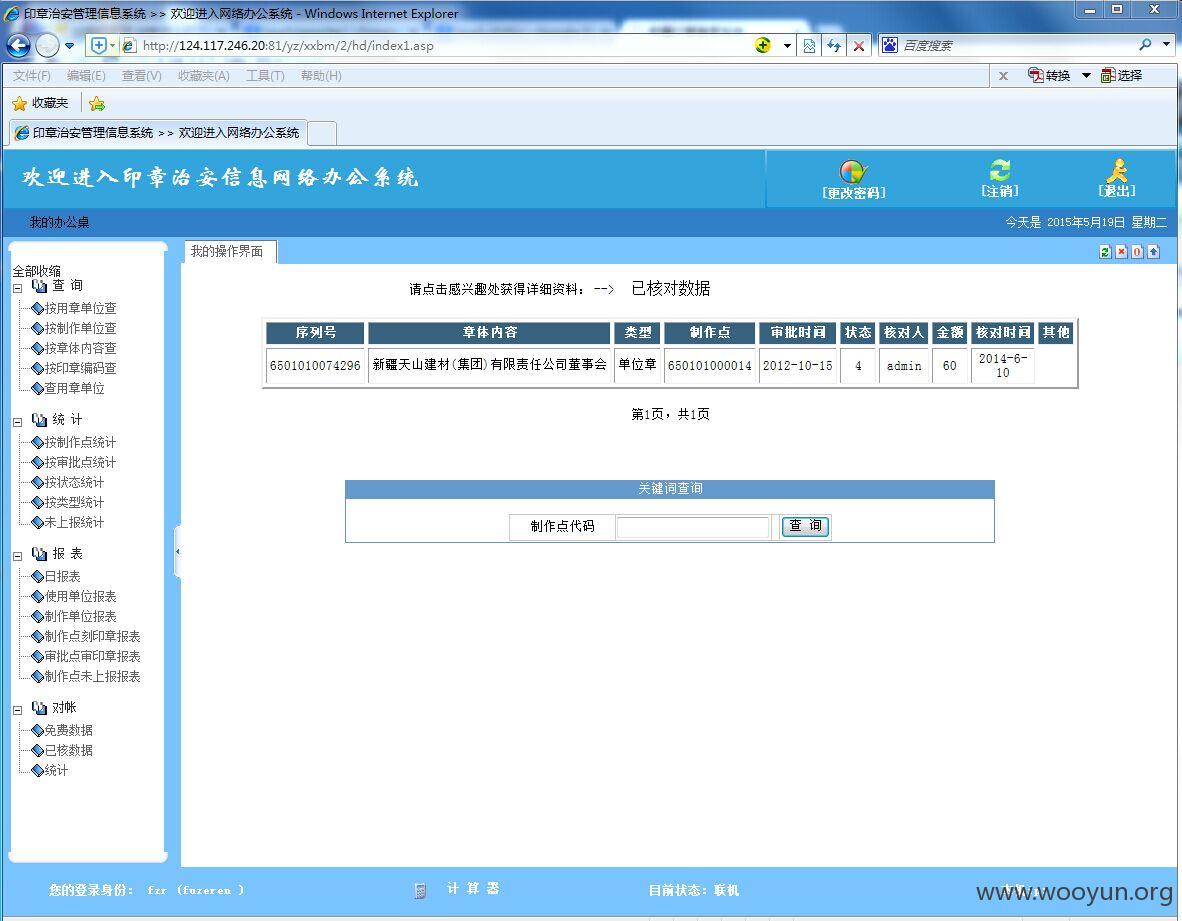 印章治安管理信息系统 >> 欢迎进入网络办公系统 - Windows Internet Explorer
http://124.117.246.20:81/yz/xxbm/2/hd/index1.asp
百度搜索
文件(F) 编辑(E) 查看(V) 收藏夹(A) 工具(T) 帮助(H)
x 转换 选择
收藏夹
印章治安管理信息系统 >> 欢迎进入网络办公系统
欢迎进入印章治安信息网络办公系统
[更改密码] [注销] [退出]
我的办公桌
今天是 2015年5月19日 星期二
全部收缩
查 询
按用章单位查
按制作单位查
按章体内容查
按印章编码查
查用章单位
统 计
按制作点统计
按审批点统计
按状态统计
按类型统计
未上报统计
报 表
日报表
使用单位报表
制作单位报表
制作点刻印章报表
审批点审印章报表
制作点未上报报表
对帐
免费数据
已核数据
统计
我的操作界面
请点击感兴趣处获得详细资料: --> 已核对数据
序列号 章体内容 类型 制作点 审批时间 状态 核对人 金额 核对时间 其他
6501010074296 新疆天山建材(集团)有限责任公司董事会 单位章 650101000014 2012-10-15 4 admin 60 2014-6-10
第1页，共1页
关键词查询
制作点代码 查 询
您的登录身份: fzr (fuzeren )
计 算 器
目前状态: 联机
www.wooyun.org